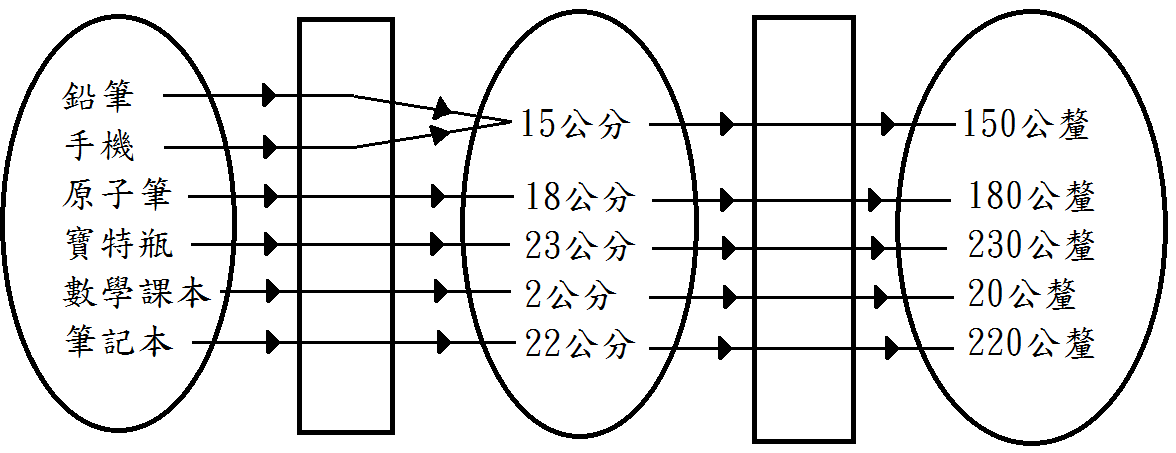 鉛筆
手機
原子筆
寶特瓶
數學課本
筆記本
15公分
18公分
23公分
2公分
22公分
150公釐
180公釐
230公釐
20公釐
220公釐